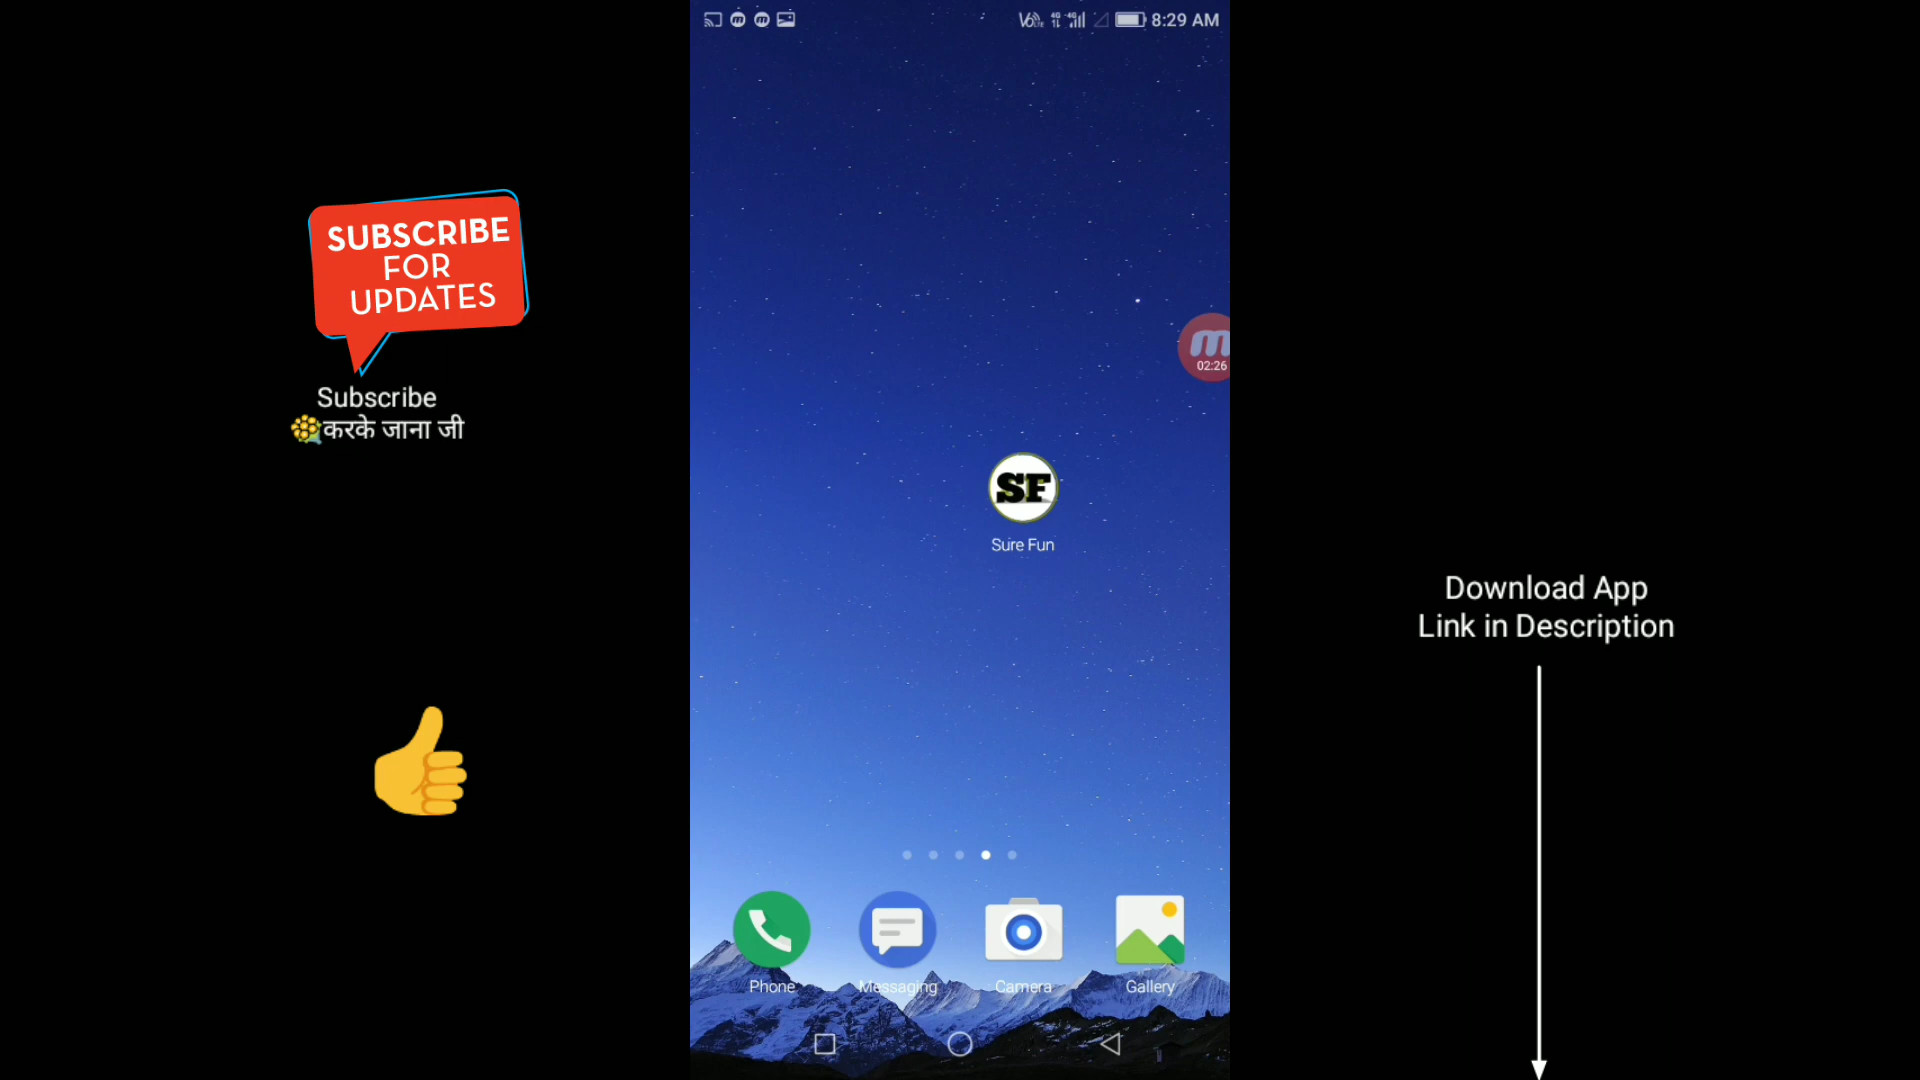 8:29 AM
SUBSCRIBE
FOR
UPDATES
Subscribe
करके जाना जी
02:26
SF
Sure Fun
Download App
Link in Description
Phone
Messaging
Camera
Gallery